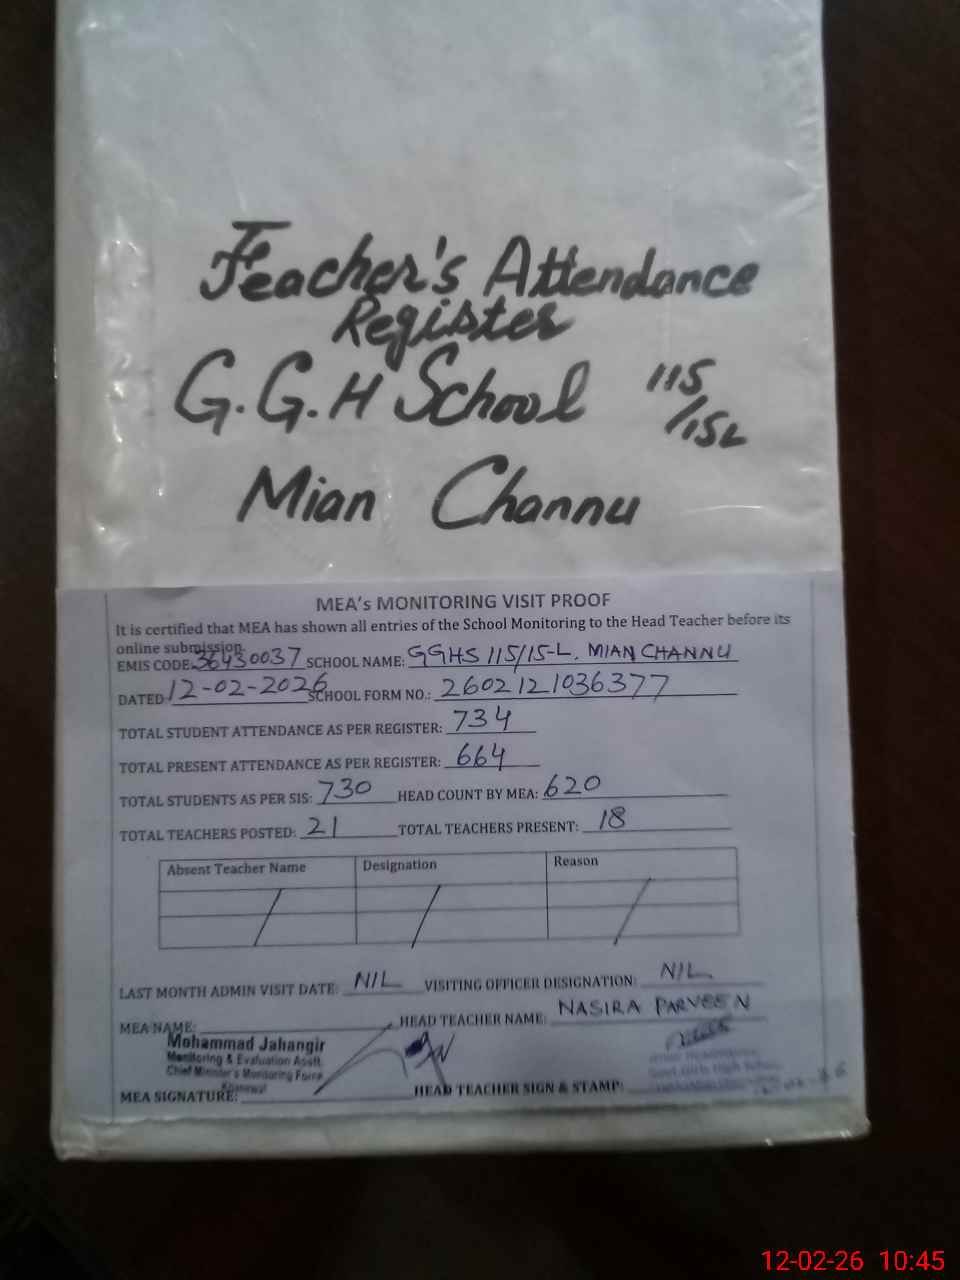 Teacher's Attendance
Register
G.G.H School 115/15L
Mian Channu
MEA's MONITORING VISIT PROOF
It is certified that MEA has shown all entries of the School Monitoring to the Head Teacher before its
online submission.
EMIS CODE: 36430037 SCHOOL NAME: GGHS 115/15-L. MIAN CHANNU
DATED 12-02-2026 SCHOOL FORM NO.: 2602121036377
TOTAL STUDENT ATTENDANCE AS PER REGISTER: 734
TOTAL PRESENT ATTENDANCE AS PER REGISTER: 664
TOTAL STUDENTS AS PER SIS: 730 HEAD COUNT BY MEA: 620
TOTAL TEACHERS POSTED: 21 TOTAL TEACHERS PRESENT: 18
Absent Teacher Name Designation Reason
LAST MONTH ADMIN VISIT DATE: NIL VISITING OFFICER DESIGNATION: NIL
MEA NAME: HEAD TEACHER NAME: NASIRA PARVEEN
Mohammad Jahangir
Monitoring & Evaluation Asstt.
Chief Minister's Monitoring Force
Khanewal
Govt. Girls High School
MEA SIGNATURE: HEAD TEACHER SIGN & STAMP:
12-02-26 10:45